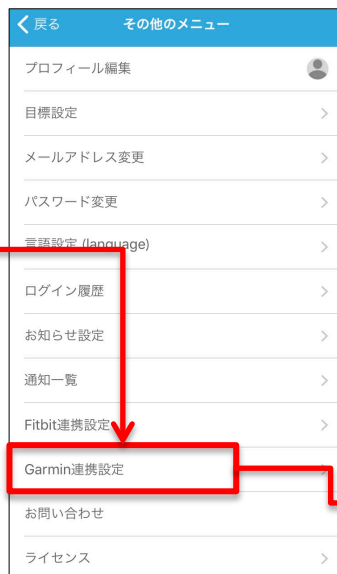 戻る その他のメニュー
プロフィール編集
目標設定
メールアドレス変更
パスワード変更
言語設定 (language)
ログイン履歴
お知らせ設定
通知一覧
Fitbit連携設定
Garmin連携設定
お問い合わせ
ライセンス